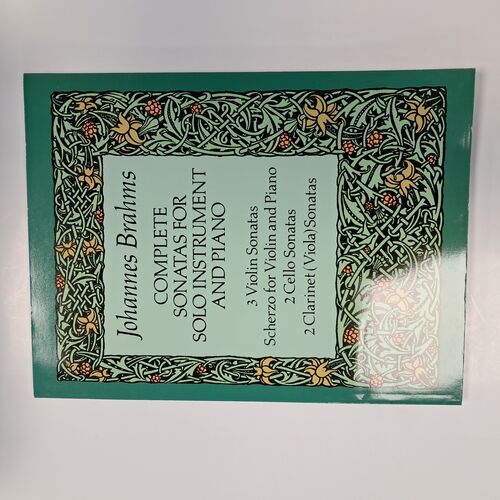 Johannes Brahms
COMPLETE
SONATAS FOR
SOLO INSTRUMENT
AND PIANO
3 Violin Sonatas
Scherzo for Violin and Piano
2 Cello Sonatas
2 Clarinet (Viola) Sonatas